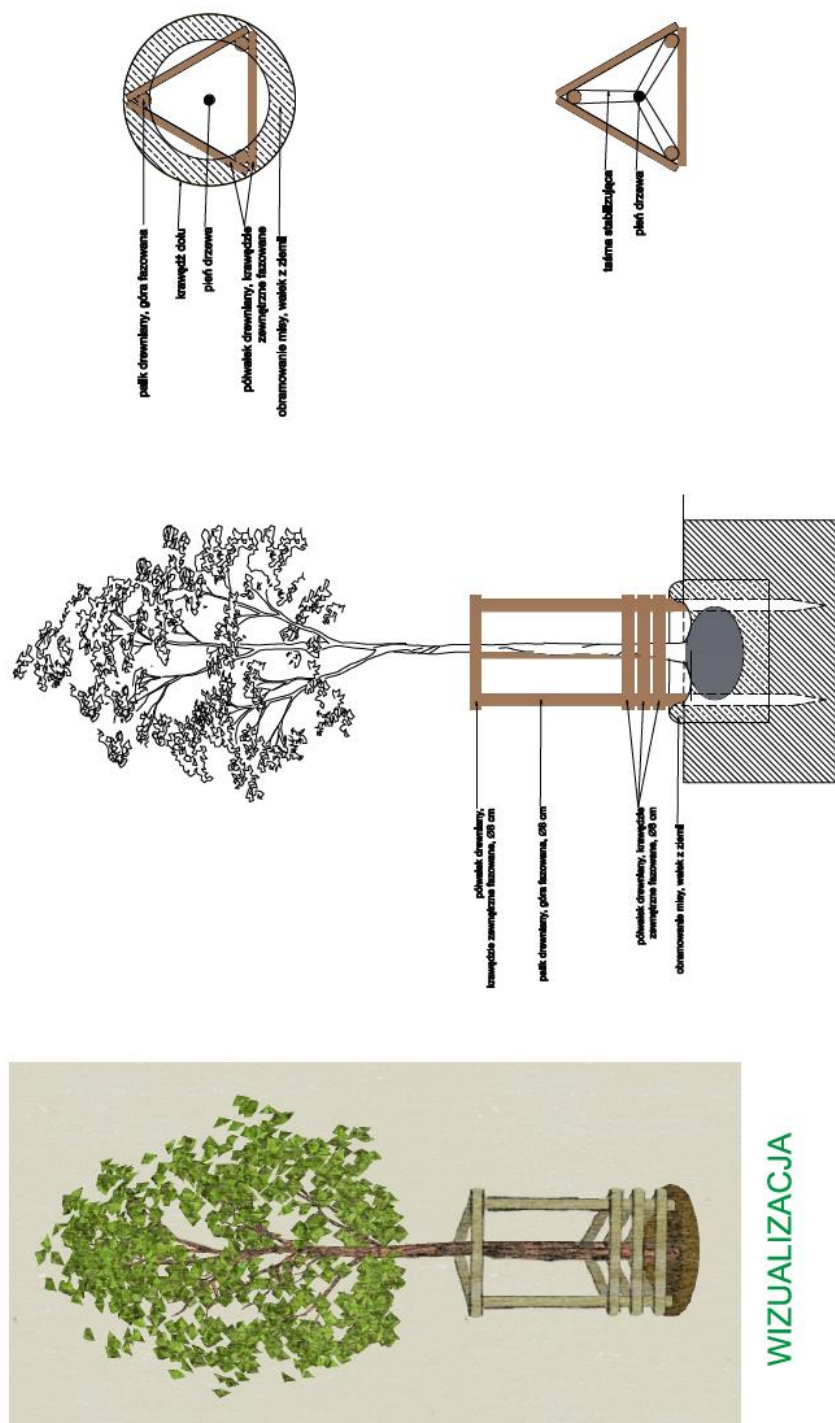 palik drewniany, góra fazowana
krawędź dołu
pień drzewa
półwałek drewniany, krawędzie
zewnętrzne fazowane
obramowanie misy, wałek z ziemi
taśma stabilizująca
pień drzewa
półwałek drewniany,
krawędzie zewnętrzne fazowane, Ø8 cm
palik drewniany, góra fazowana, Ø8 cm
półwałek drewniany, krawędzie
zewnętrzne fazowane, Ø8 cm
obramowanie misy, wałek z ziemi
WIZUALIZACJA